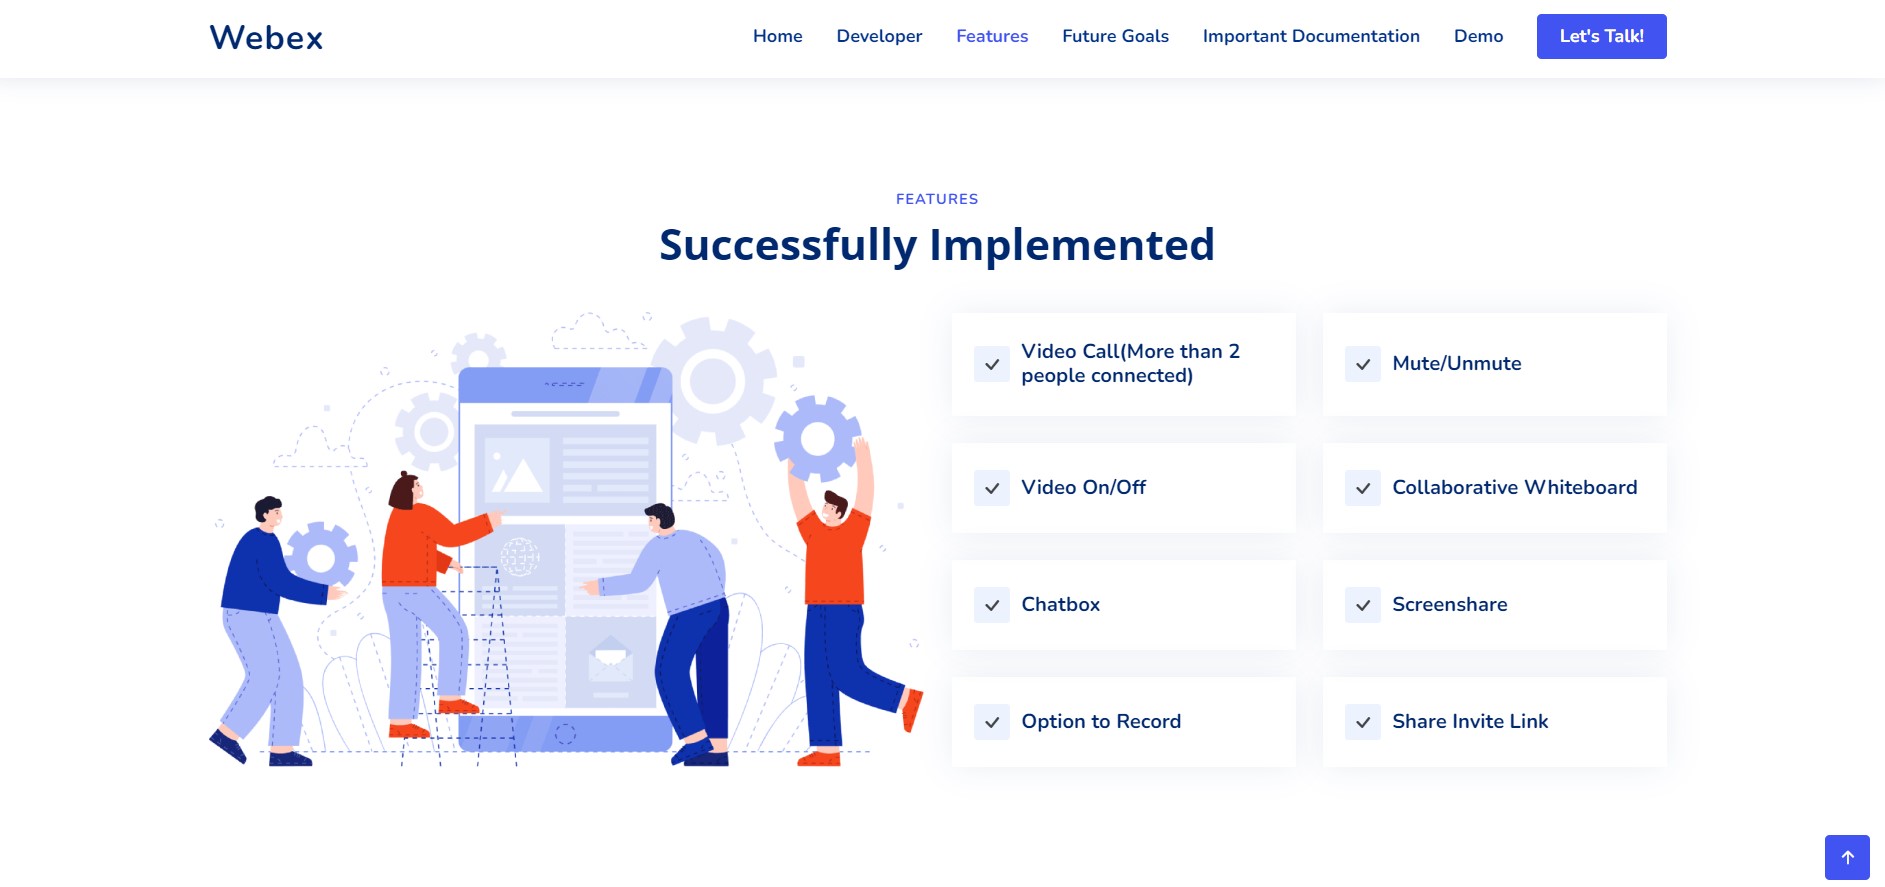 Webex
Home Developer Features Future Goals Important Documentation Demo Let's Talk!
FEATURES
Successfully Implemented
Video Call(More than 2
people connected)
Mute/Unmute
Video On/Off
Collaborative Whiteboard
Chatbox
Screenshare
Option to Record
Share Invite Link